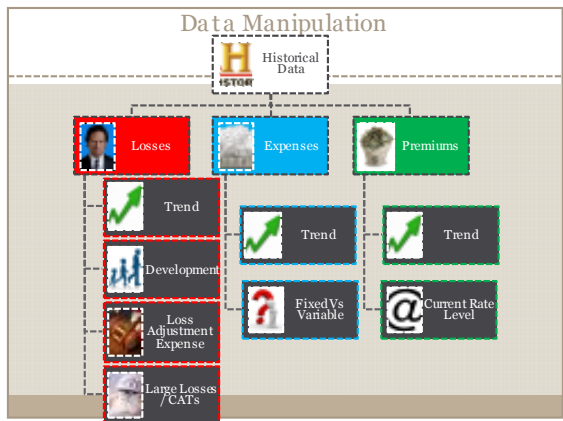 Data Manipulation
Historical
Data
H
ISTOR
Losses
Expenses
Premiums
Trend
Development
Loss
Adjustment
Expense
Large Losses
/ CATs
Trend
Fixed Vs
Variable
Trend
@
Current Rate
Level